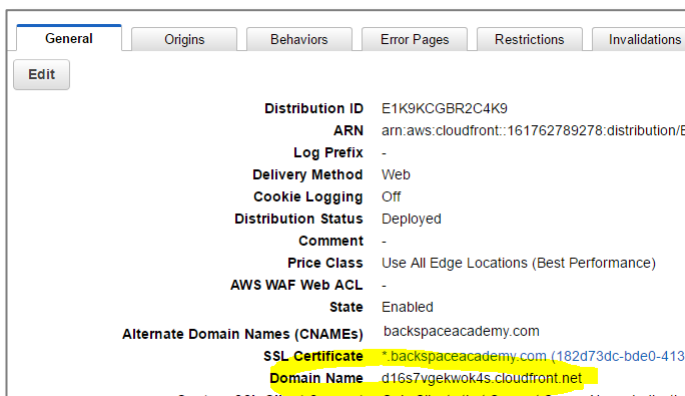 General Origins Behaviors Error Pages Restrictions Invalidations
Edit
Distribution ID E1K9KCGBR2C4K9
ARN arn:aws:cloudfront::161762789278:distribution/E
Log Prefix -
Delivery Method Web
Cookie Logging Off
Distribution Status Deployed
Comment -
Price Class Use All Edge Locations (Best Performance)
AWS WAF Web ACL -
State Enabled
Alternate Domain Names (CNAMEs) backspaceacademy.com
SSL Certificate *.backspaceacademy.com (182d73dc-bde0-413
Domain Name d16s7vgekwok4s.cloudfront.net